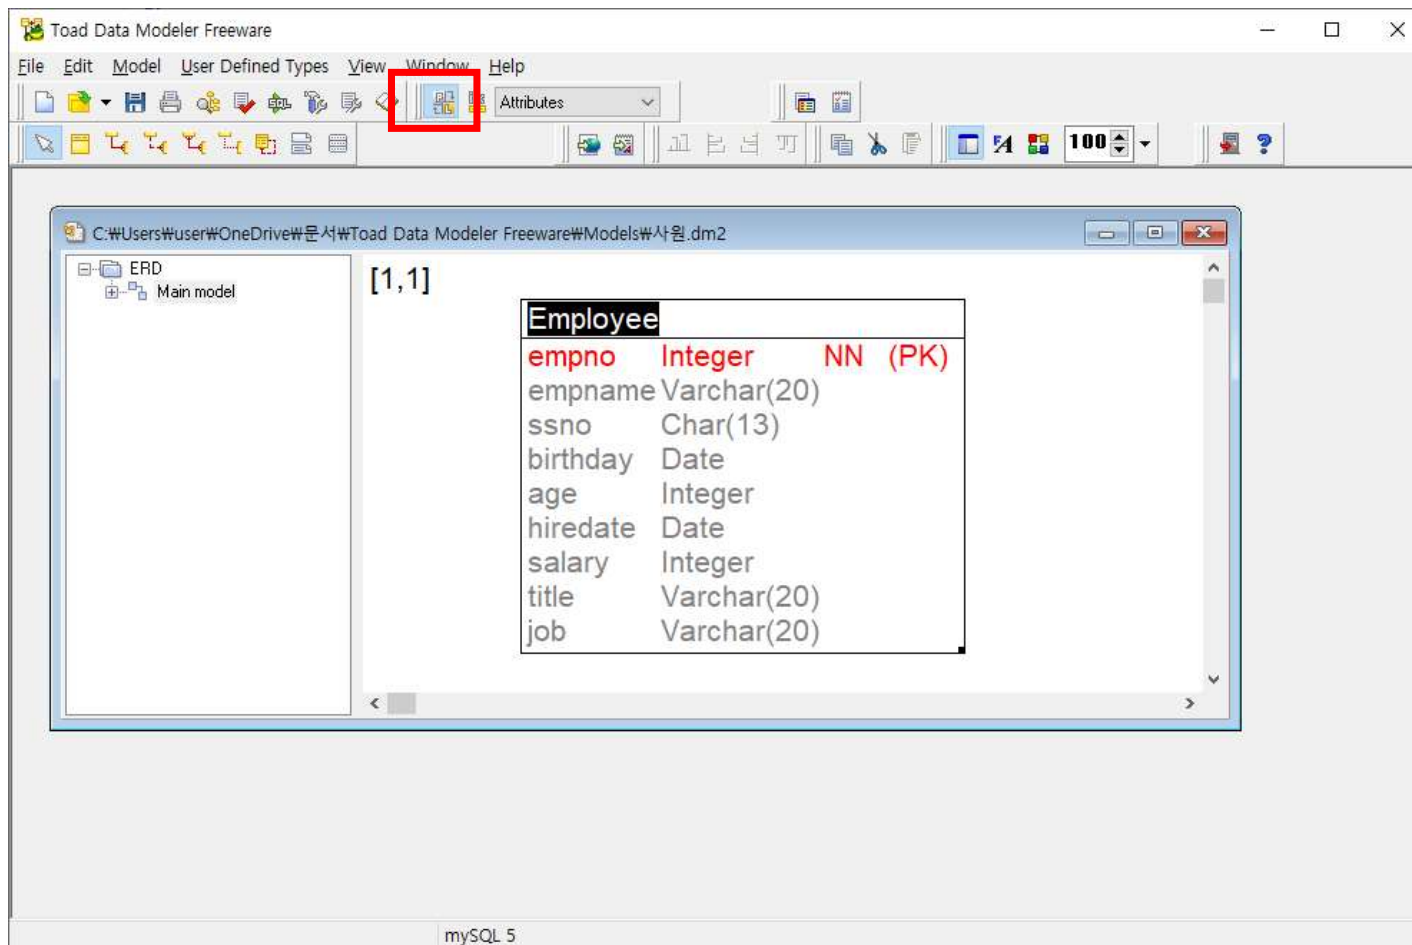 Toad Data Modeler Freeware
File Edit Model User Defined Types View Window Help
SQL Attributes
100
C:₩Users₩user₩OneDrive₩문서₩Toad Data Modeler Freeware₩Models₩사원.dm2
ERD
Main model
[1,1]
Employee
empno Integer NN (PK)
empname Varchar(20)
ssno Char(13)
birthday Date
age Integer
hiredate Date
salary Integer
title Varchar(20)
job Varchar(20)
mySQL 5